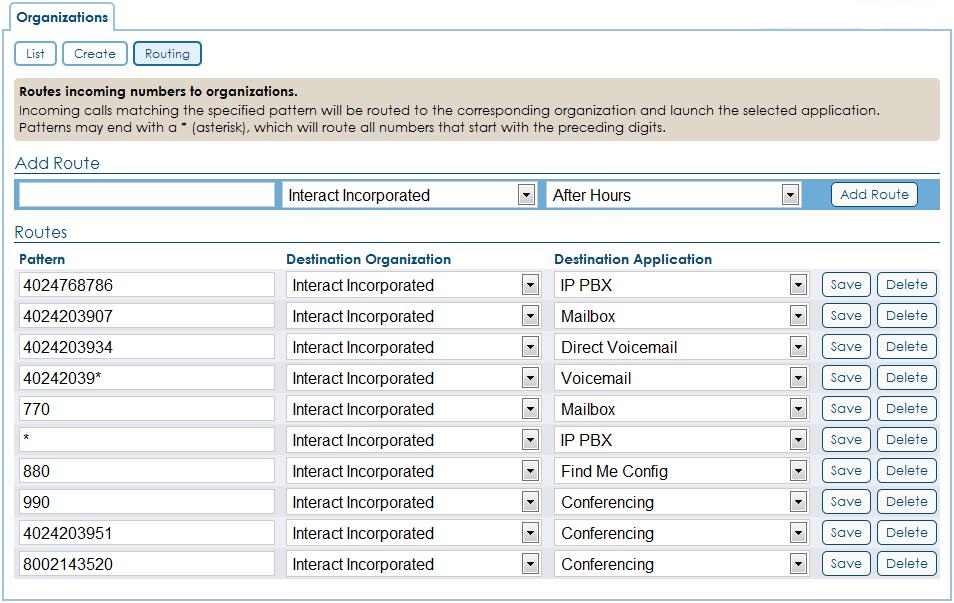 Organizations
List Create Routing
Routes incoming numbers to organizations.
Incoming calls matching the specified pattern will be routed to the corresponding organization and launch the selected application.
Patterns may end with a * (asterisk), which will route all numbers that start with the preceding digits.
Add Route
Interact Incorporated After Hours Add Route
Routes
Pattern Destination Organization Destination Application
4024768786 Interact Incorporated IP PBX Save Delete
4024203907 Interact Incorporated Mailbox Save Delete
4024203934 Interact Incorporated Direct Voicemail Save Delete
40242039* Interact Incorporated Voicemail Save Delete
770 Interact Incorporated Mailbox Save Delete
* Interact Incorporated IP PBX Save Delete
880 Interact Incorporated Find Me Config Save Delete
990 Interact Incorporated Conferencing Save Delete
4024203951 Interact Incorporated Conferencing Save Delete
8002143520 Interact Incorporated Conferencing Save Delete